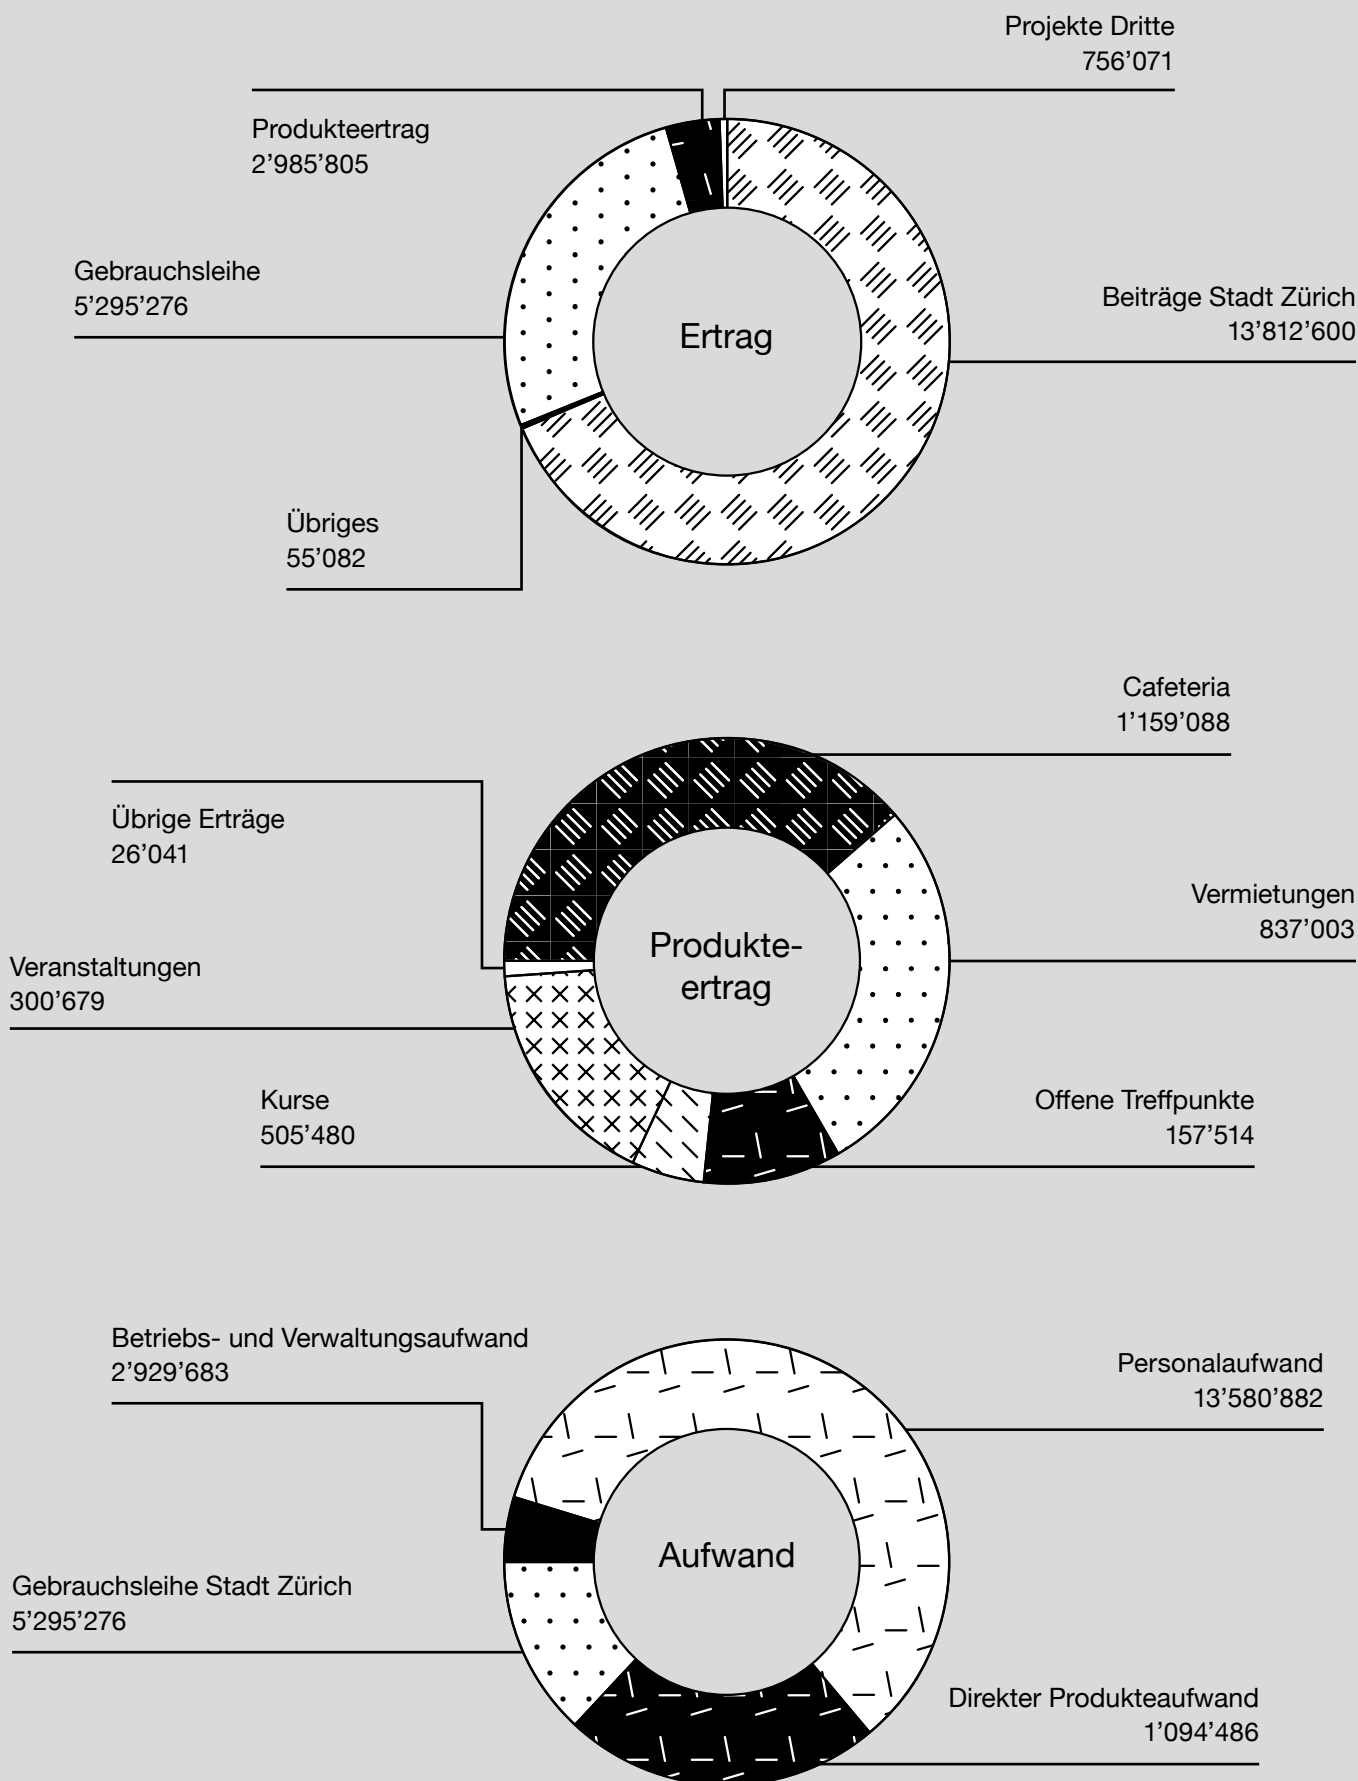 Projekte Dritte
756’071
Produkteertrag
2’985’805
Gebrauchsleihe
5’295’276
Beiträge Stadt Zürich
13’812’600
Ertrag
Übriges
55’082
Cafeteria
1’159’088
Übrige Erträge
26’041
Vermietungen
837’003
Produkte-
ertrag
Veranstaltungen
300’679
Kurse
505’480
Offene Treffpunkte
157’514
Betriebs- und Verwaltungsaufwand
2’929’683
Personalaufwand
13’580’882
Aufwand
Gebrauchsleihe Stadt Zürich
5’295’276
Direkter Produkteaufwand
1’094’486